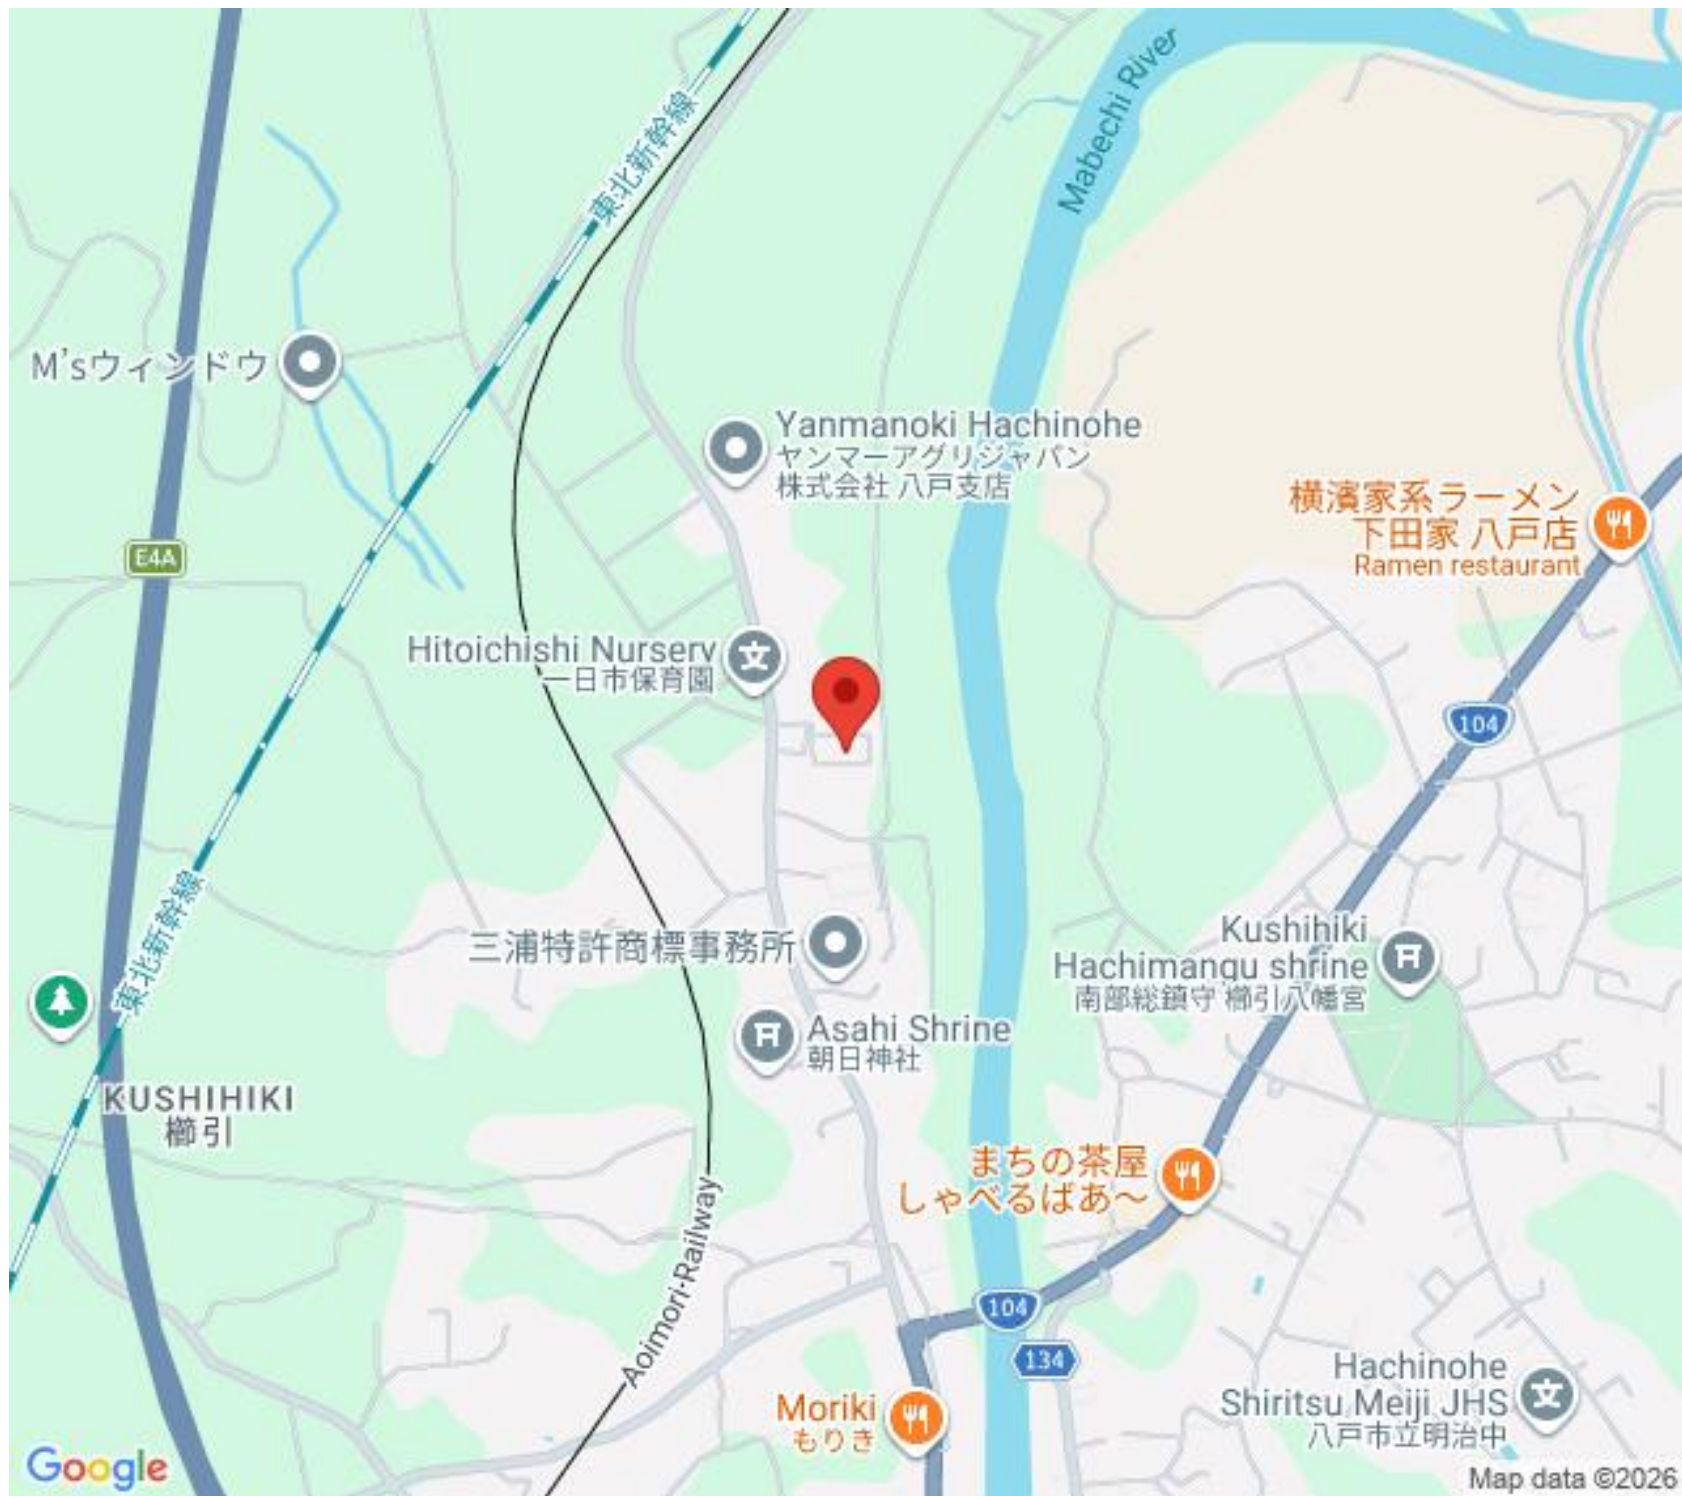 Mabechi River
東北新幹線
M'sウィンドウ
Yanmanoki Hachinohe
ヤンマーアグリジャパン
株式会社 八戸支店
横濱家系ラーメン
下田家 八戸店
Ramen restaurant
E4A
Hitoichishi Nursery
一日市保育園
104
東北新幹線
三浦特許商標事務所
Kushihiki
Hachimangu shrine
南部総鎮守 櫛引八幡宮
Asahi Shrine
朝日神社
KUSHIHIKI
櫛引
まちの茶屋
しゃべるばあ〜
Aoimori-Railway
104
134
Moriki
もりき
Hachinohe
Shiritsu Meiji JHS
八戸市立明治中
Google
Map data ©2026